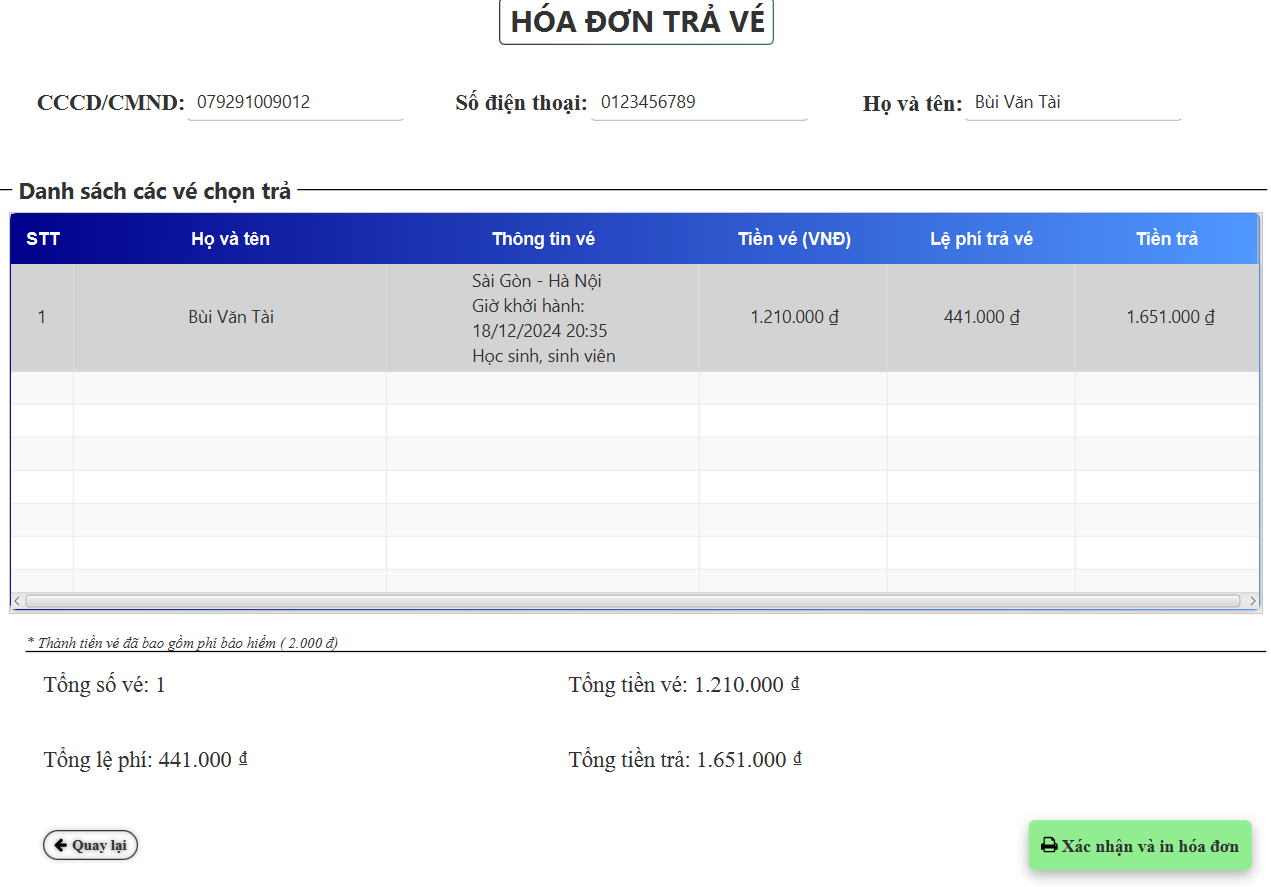 HÓA ĐƠN TRẢ VÉ
CCCD/CMND: 079291009012 Số điện thoại: 0123456789 Họ và tên: Bùi Văn Tài
Danh sách các vé chọn trả
STT Họ và tên Thông tin vé Tiền vé (VNĐ) Lệ phí trả vé Tiền trả
1 Bùi Văn Tài Sài Gòn - Hà Nội
Giờ khởi hành:
18/12/2024 20:35
Học sinh, sinh viên
1.210.000 ₫ 441.000 ₫ 1.651.000 ₫
* Thành tiền vé đã bao gồm phí bảo hiểm ( 2.000 đ)
Tổng số vé: 1 Tổng tiền vé: 1.210.000 ₫
Tổng lệ phí: 441.000 ₫ Tổng tiền trả: 1.651.000 ₫
Quay lại Xác nhận và in hóa đơn